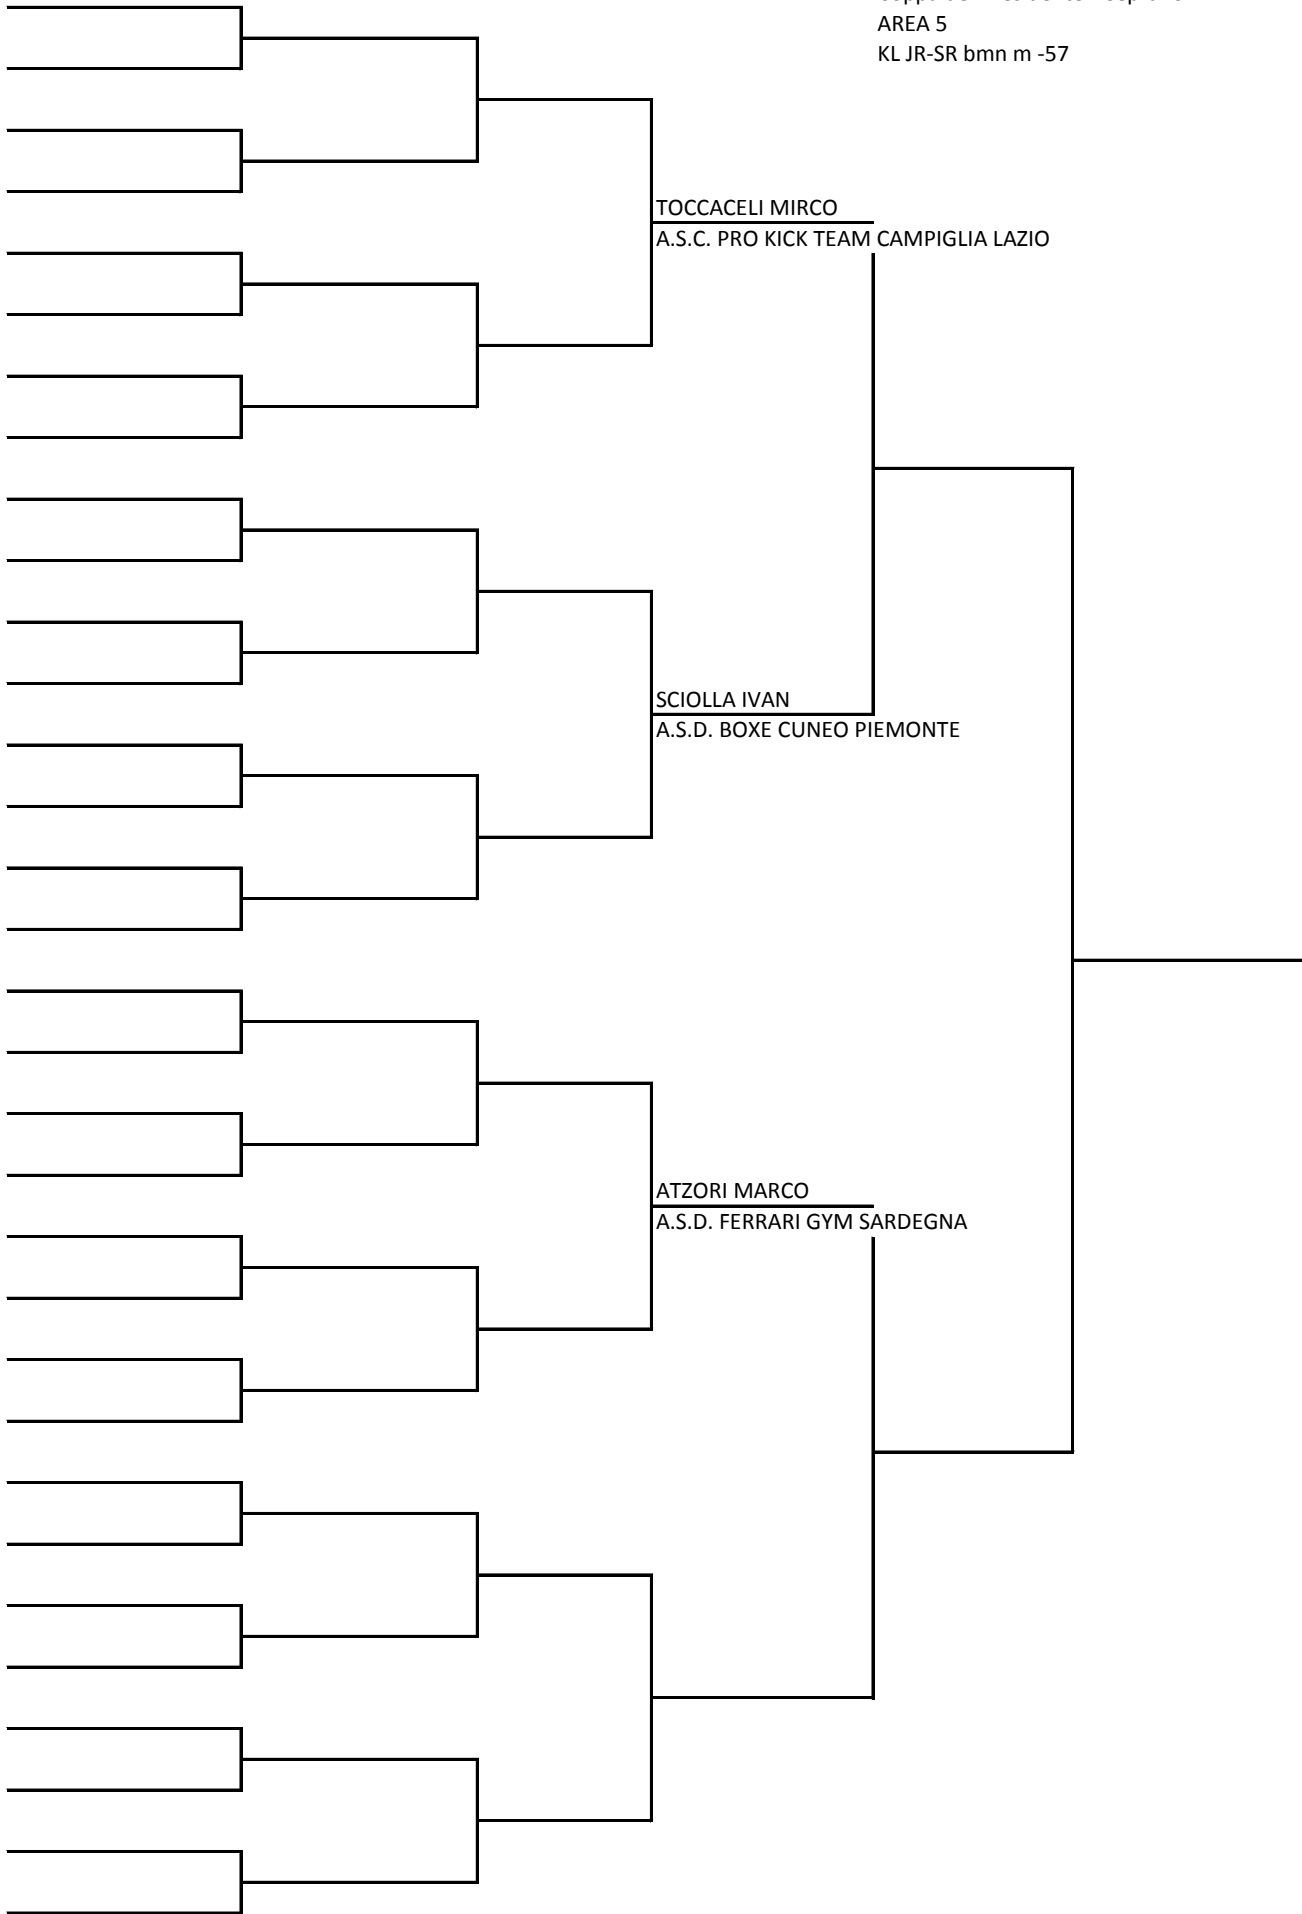 AREA 5
KL JR-SR bmn m -57
TOCCACELI MIRCO
A.S.C. PRO KICK TEAM CAMPIGLIA LAZIO
SCIOLLA IVAN
A.S.D. BOXE CUNEO PIEMONTE
ATZORI MARCO
A.S.D. FERRARI GYM SARDEGNA